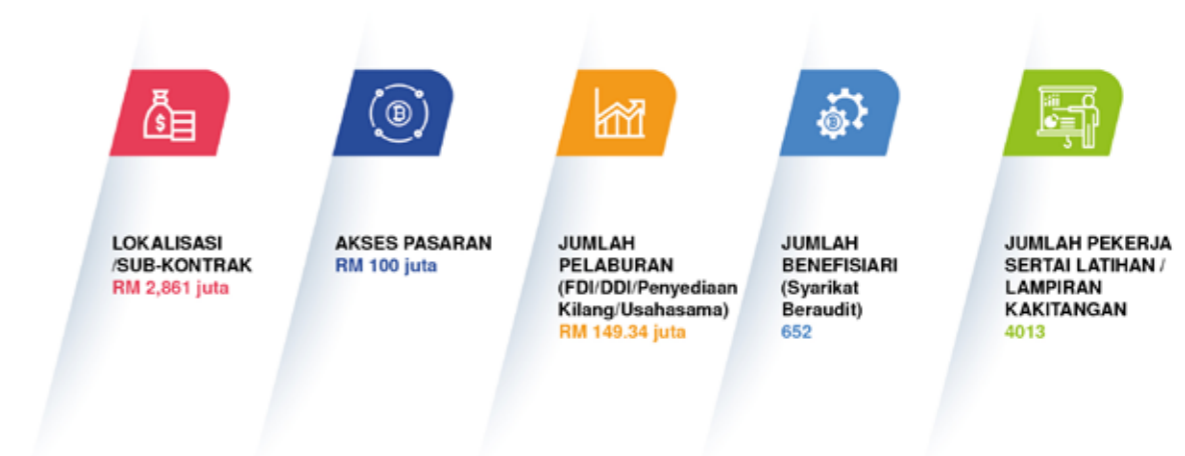 LOKALISASI
/SUB-KONTRAK
RM 2,861 juta
AKSES PASARAN
RM 100 juta
JUMLAH
PELABURAN
(FDI/DDI/Penyediaan
Kilang/Usahasama)
RM 149.34 juta
JUMLAH
BENEFISIARI
(Syarikat
Beraudit)
652
JUMLAH PEKERJA
SERTAI LATIHAN /
LAMPIRAN
KAKITANGAN
4013